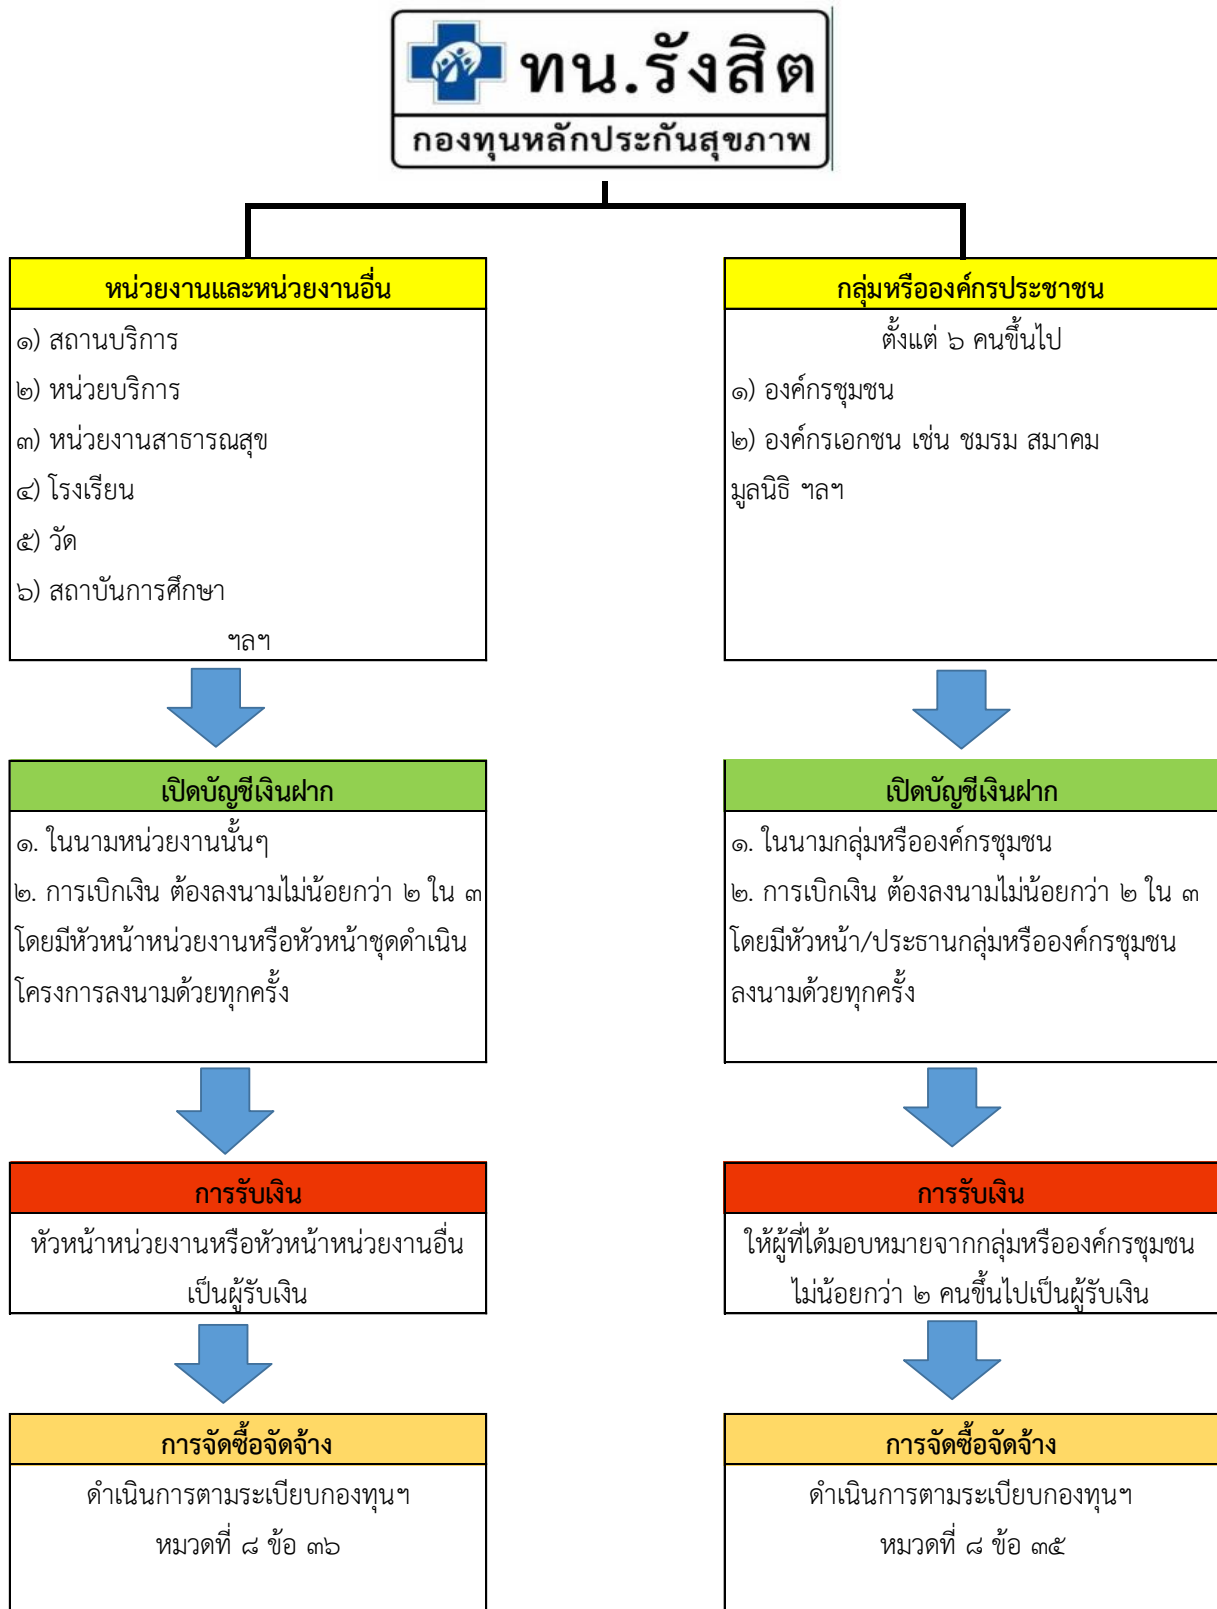 ทน.รังสิต
กองทุนหลักประกันสุขภาพ
หน่วยงานและหน่วยงานอื่น
๑) สถานบริการ
๒) หน่วยบริการ
๓) หน่วยงานสาธารณสุข
๔) โรงเรียน
๕) วัด
๖) สถาบันการศึกษา
ฯลฯ
เปิดบัญชีเงินฝาก
๑. ในนามหน่วยงานนั้นๆ
๒. การเบิกเงิน ต้องลงนามไม่น้อยกว่า ๒ ใน ๓
โดยมีหัวหน้าหน่วยงานหรือหัวหน้าชุดดำเนิน
โครงการลงนามด้วยทุกครั้ง
การรับเงิน
หัวหน้าหน่วยงานหรือหัวหน้าหน่วยงานอื่น
เป็นผู้รับเงิน
การจัดซื้อจัดจ้าง
ดำเนินการตามระเบียบกองทุนฯ
หมวดที่ ๘ ข้อ ๓๖
กลุ่มหรือองค์กรประชาชน
ตั้งแต่ ๖ คนขึ้นไป
๑) องค์กรชุมชน
๒) องค์กรเอกชน เช่น ชมรม สมาคม
มูลนิธิ ฯลฯ
เปิดบัญชีเงินฝาก
๑. ในนามกลุ่มหรือองค์กรชุมชน
๒. การเบิกเงิน ต้องลงนามไม่น้อยกว่า ๒ ใน ๓
โดยมีหัวหน้า/ประธานกลุ่มหรือองค์กรชุมชน
ลงนามด้วยทุกครั้ง
การรับเงิน
ให้ผู้ที่ได้มอบหมายจากกลุ่มหรือองค์กรชุมชน
ไม่น้อยกว่า ๒ คนขึ้นไปเป็นผู้รับเงิน
การจัดซื้อจัดจ้าง
ดำเนินการตามระเบียบกองทุนฯ
หมวดที่ ๘ ข้อ ๓๕